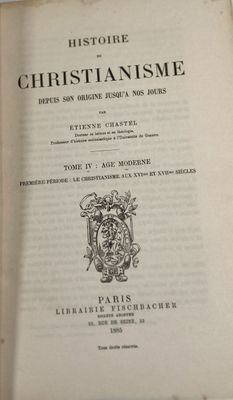 HISTOIRE
DU
CHRISTIANISME
DEPUIS SON ORIGINE JUSQU'A NOS JOURS
PAR
ÉTIENNE CHASTEL
Docteur ès lettres et en théologie,
Professeur d'histoire ecclésiastique à l'Université de Genève.
TOME IV : AGE MODERNE
PREMIÈRE PÉRIODE : LE CHRISTIANISME AUX XVIme ET XVIIme SIÈCLES
PARIS
LIBRAIRIE FISCHBACHER
SOCIÉTÉ ANONYME
33, RUE DE SEINE, 33
1885
Tous droits réservés.